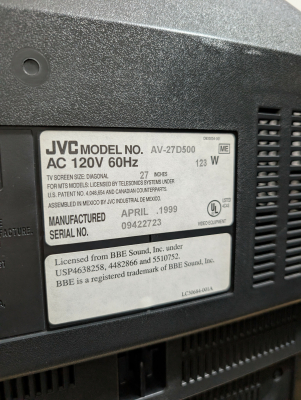 JVC MODEL NO. AV-27D500
AC 120V 60Hz 123 W
ME
TV SCREEN SIZE: DIAGONAL 27 INCHES
FOR MTS MODELS: LICENSED BY TELESONICS SYSTEMS UNDER
U.S. PATENT NO. 4,048,654 AND CANADIAN COUNTERPARTS.
ASSEMBLED IN MEXICO BY JVC INDUSTRIAL DE MEXICO.
MANUFACTURED APRIL .1999
SERIAL NO. 09422723
VIDEO EQUIPMENT
Licensed from BBE Sound, Inc. under
USP4638258, 4482866 and 5510752.
BBE is a registered trademark of BBE Sound, Inc.